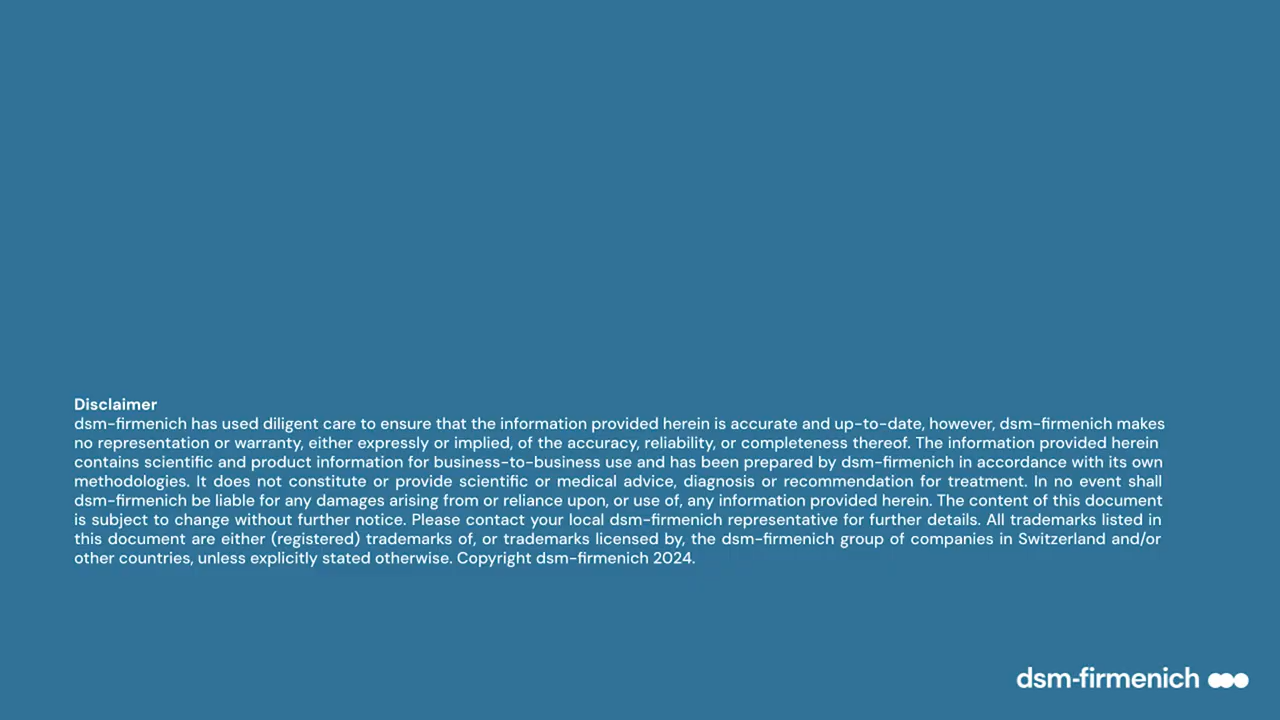 Disclaimer
dsm-firmenich has used diligent care to ensure that the information provided herein is accurate and up-to-date, however, dsm-firmenich makes
no representation or warranty, either expressly or implied, of the accuracy, reliability, or completeness thereof. The information provided herein
contains scientific and product information for business-to-business use and has been prepared by dsm-firmenich in accordance with its own
methodologies. It does not constitute or provide scientific or medical advice, diagnosis or recommendation for treatment. In no event shall
dsm-firmenich be liable for any damages arising from or reliance upon, or use of, any information provided herein. The content of this document
is subject to change without further notice. Please contact your local dsm-firmenich representative for further details. All trademarks listed in
this document are either (registered) trademarks of, or trademarks licensed by, the dsm-firmenich group of companies in Switzerland and/or
other countries, unless explicitly stated otherwise. Copyright dsm-firmenich 2024.
dsm-firmenich